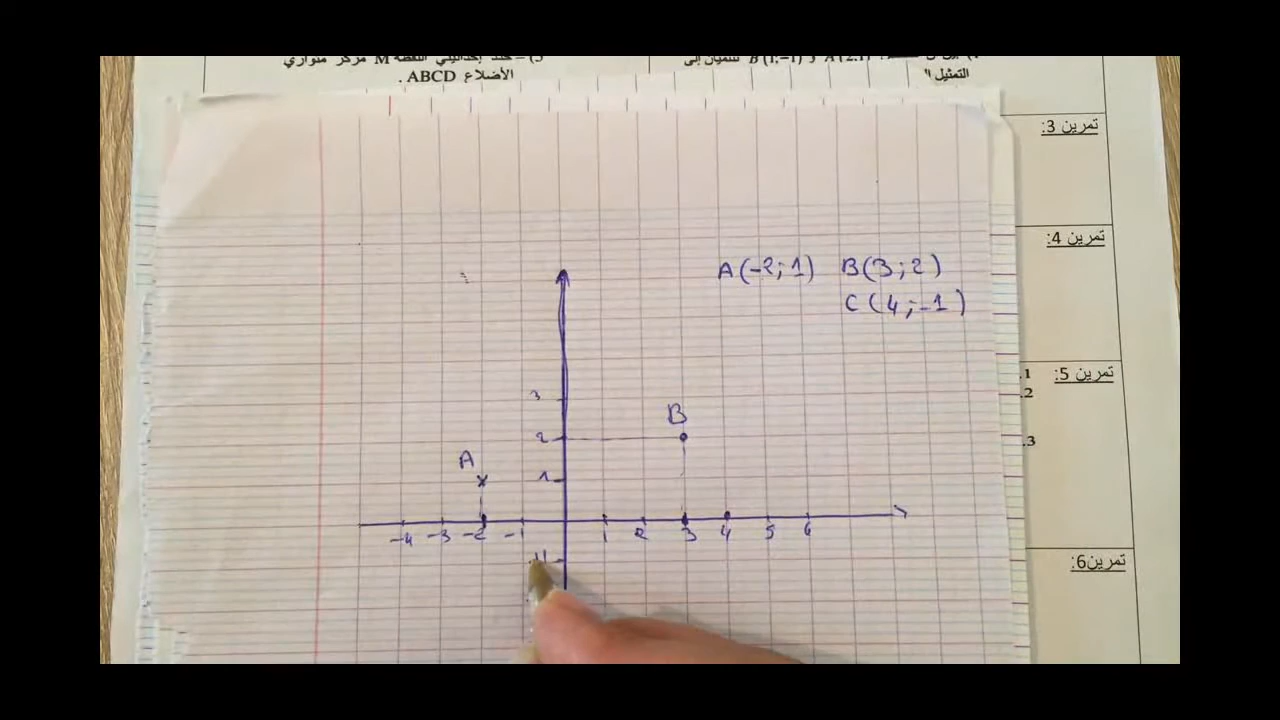 الأضلاع ABCD .
التمثيل
تمرين 3:
تمرين 4:
تمرين 5:
.1
.2
.3
تمرين6:
A(-2;1) B(3;2)
C(4;-1)
3
B
2
A
1
-4 -3 -2 -1 1 2 3 4 5 6